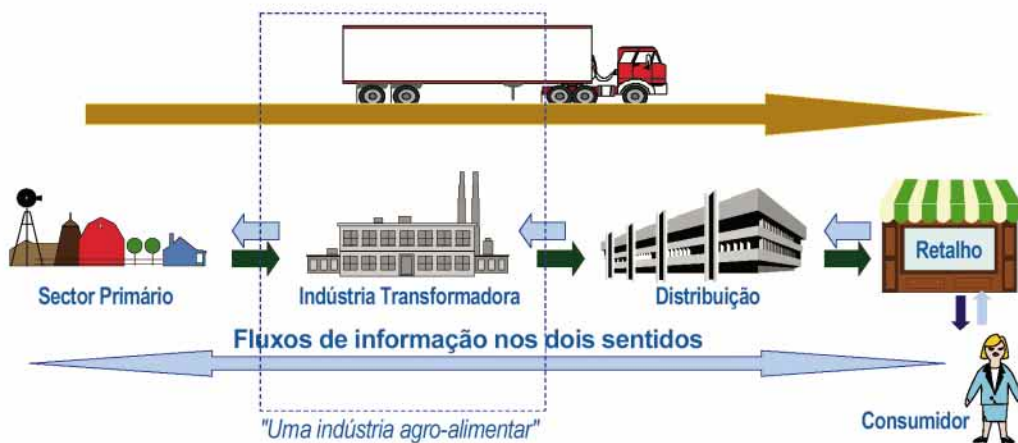 Retalho
Sector Primário
Indústria Transformadora
Distribuição
Fluxos de informação nos dois sentidos
Consumidor
"Uma indústria agro-alimentar"